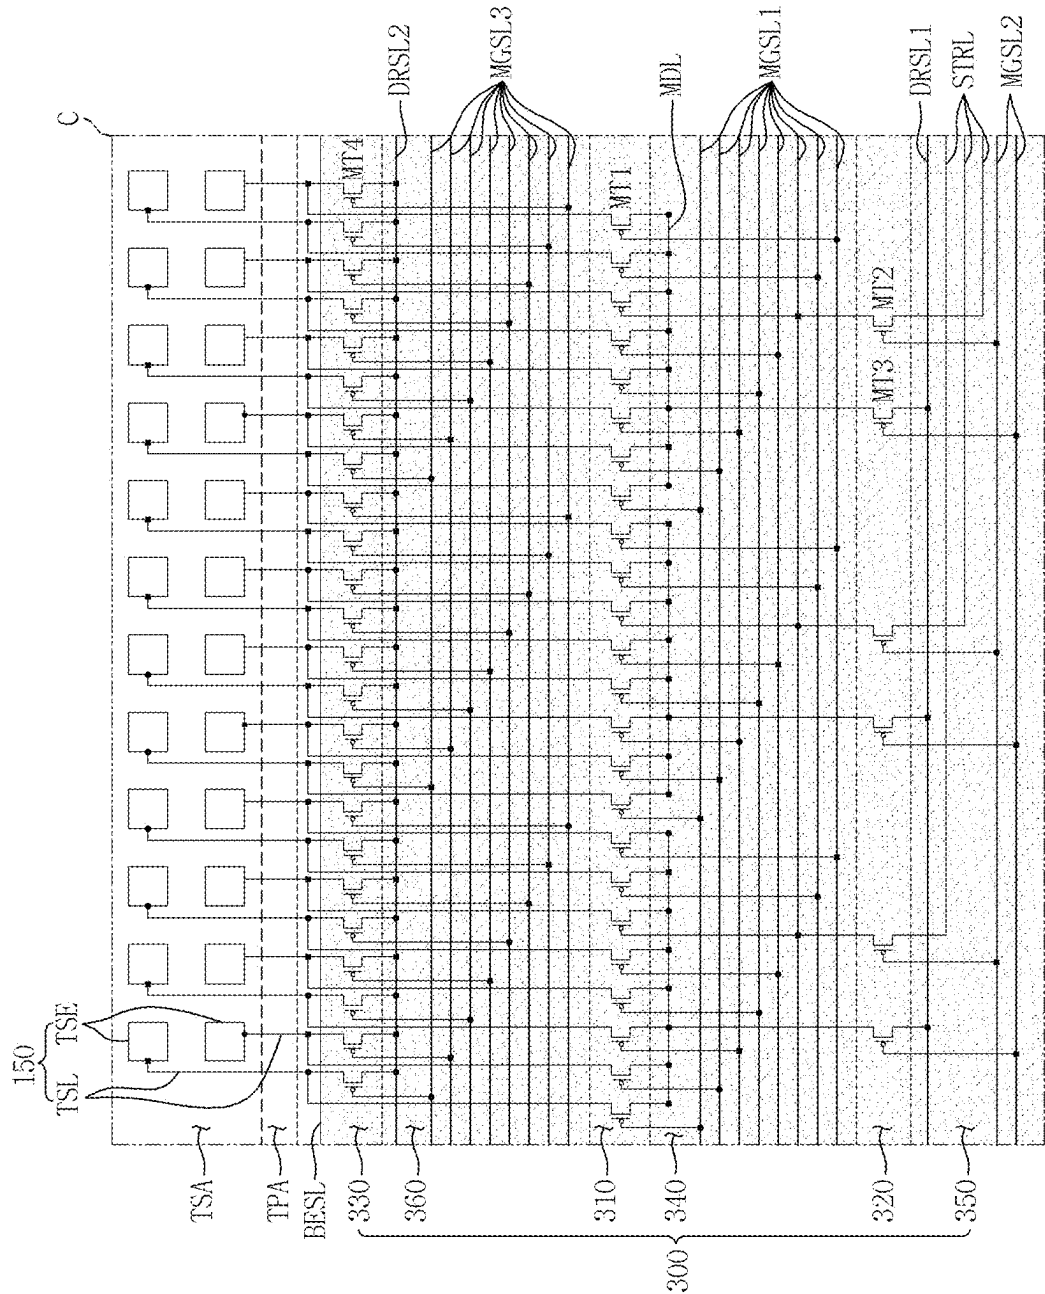 C
DRSL2
MGSL3
MDL
MGSL1
DRSL1
STRL
MGSL2
MT4
MT1
MT2
MT3
150
TSE
TSL
TSA
TPA
BESL
330
360
310
340
320
350
300